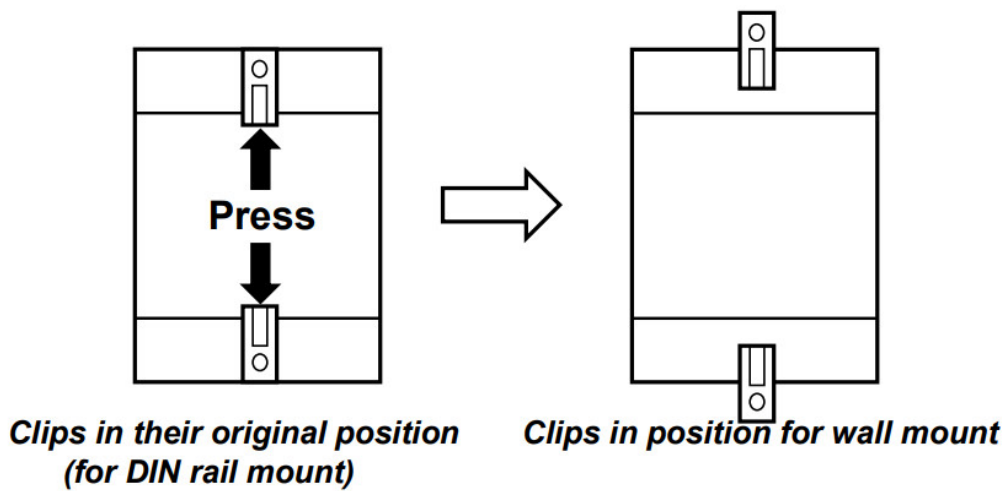 Press
Clips in their original position
(for DIN rail mount)
Clips in position for wall mount